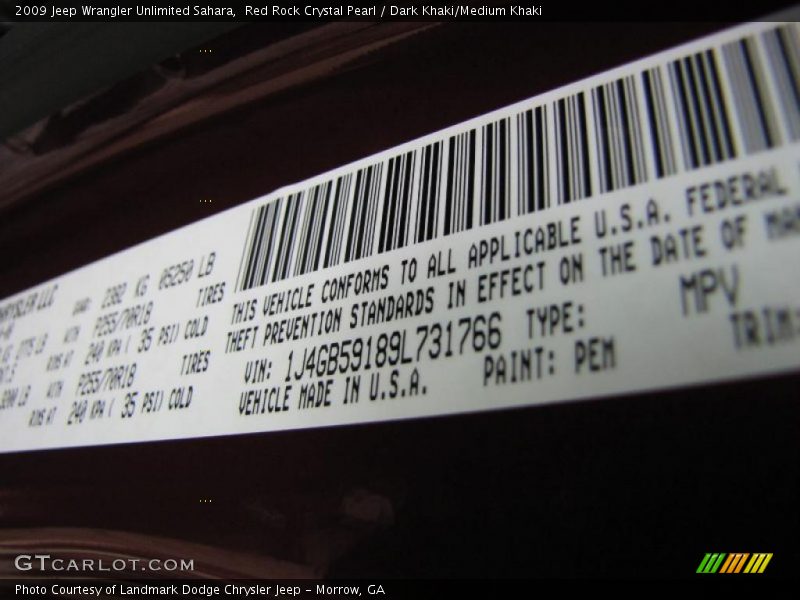 2009 Jeep Wrangler Unlimited Sahara, Red Rock Crystal Pearl / Dark Khaki/Medium Khaki
THIS VEHICLE CONFORMS TO ALL APPLICABLE U.S.A. FEDERAL
THEFT PREVENTION STANDARDS IN EFFECT ON THE DATE OF
VIN: 1J4GB59189L731766 TYPE: MPV
VEHICLE MADE IN U.S.A. PAINT: PEM TRIM:
LLC 2382 KG 05250 LB
TIRES
P255/70R18
240 KPA ( 35 PSI) COLD
TIRES
P255/70R18
240 KPA ( 35 PSI) COLD
GTCARLOT.COM
Photo Courtesy of Landmark Dodge Chrysler Jeep - Morrow, GA